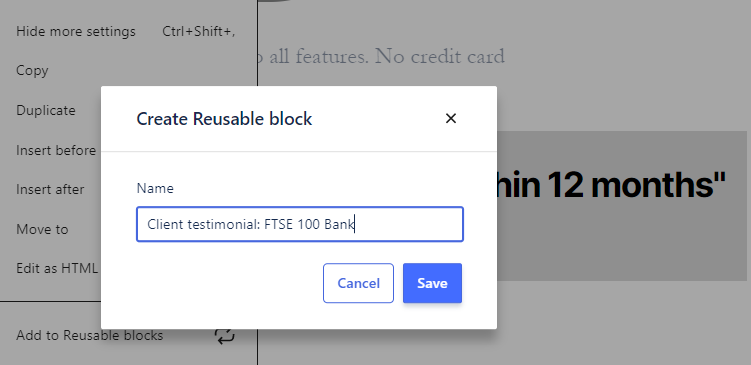 Hide more settings Ctrl+Shift+,
all features. No credit card
Copy
Duplicate
Create Reusable block
Insert before
12 months"
Insert after
Name
Move to
Client testimonial: FTSE 100 Bank
Edit as HTML
Cancel Save
Add to Reusable blocks